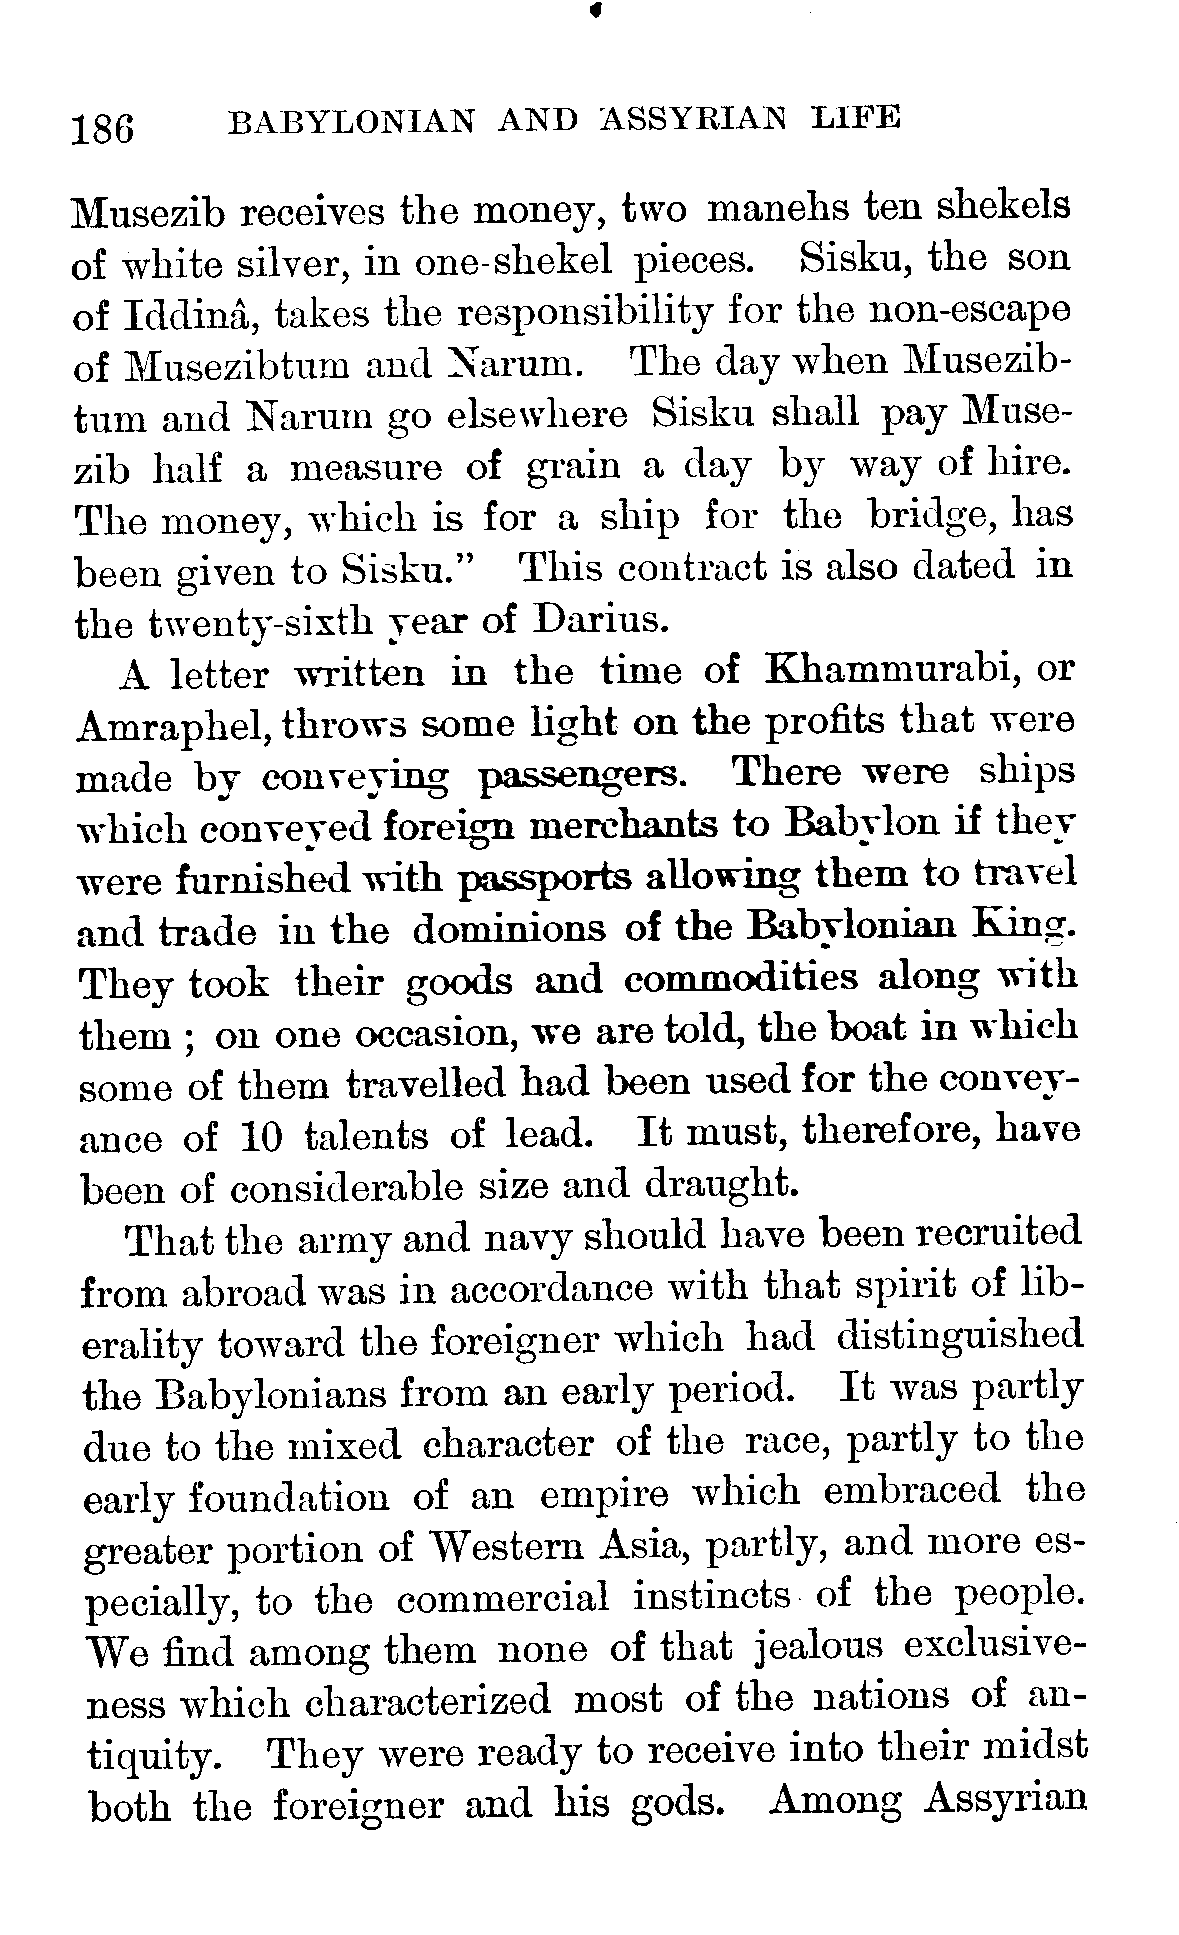 186 BABYLONIAN AND ASSYRIAN LIFE
Musezib receives the money, two manehs ten shekels
of white silver, in one-shekel pieces. Sisku, the son
of Iddinâ, takes the responsibility for the non-escape
of Musezibtum and Narum. The day when Musezib-
tum and Narum go elsewhere Sisku shall pay Muse-
zib half a measure of grain a day by way of hire.
The money, which is for a ship for the bridge, has
been given to Sisku.” This contract is also dated in
the twenty-sixth year of Darius.
A letter written in the time of Khammurabi, or
Amraphel, throws some light on the profits that were
made by conveying passengers. There were ships
which conveyed foreign merchants to Babylon if they
were furnished with passports allowing them to travel
and trade in the dominions of the Babylonian King.
They took their goods and commodities along with
them ; on one occasion, we are told, the boat in which
some of them travelled had been used for the convey-
ance of 10 talents of lead. It must, therefore, have
been of considerable size and draught.
That the army and navy should have been recruited
from abroad was in accordance with that spirit of lib-
erality toward the foreigner which had distinguished
the Babylonians from an early period. It was partly
due to the mixed character of the race, partly to the
early foundation of an empire which embraced the
greater portion of Western Asia, partly, and more es-
pecially, to the commercial instincts of the people.
We find among them none of that jealous exclusive-
ness which characterized most of the nations of an-
tiquity. They were ready to receive into their midst
both the foreigner and his gods. Among Assyrian